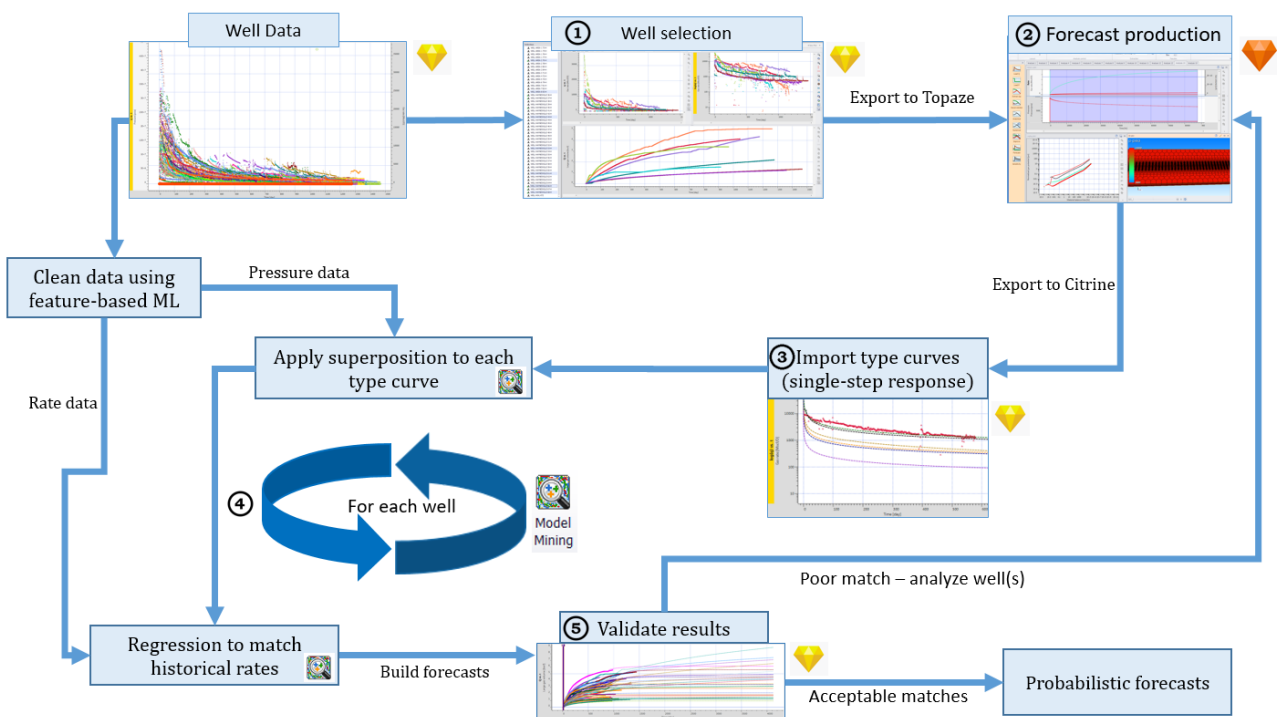 Well Data
① Well selection
② Forecast production
Export to Topaze
Clean data using
feature-based ML
Pressure data
Export to Citrine
Apply superposition to each
type curve
③ Import type curves
(single-step response)
Rate data
④
For each well
Model
Mining
Poor match – analyze well(s)
⑤ Validate results
Regression to match
historical rates
Build forecasts
Acceptable matches
Probabilistic forecasts